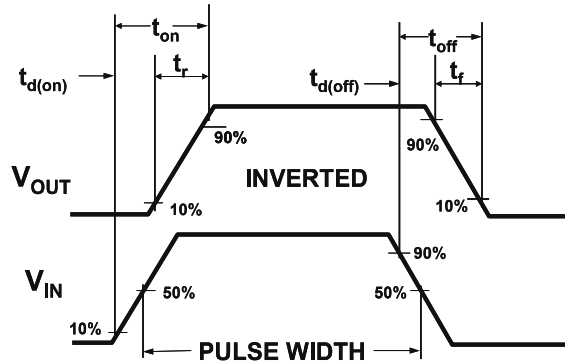 ton
toff
td(on)
tr
td(off)
tf
90%
90%
VOUT
INVERTED
10%
10%
90%
VIN
50%
50%
10%
PULSE WIDTH